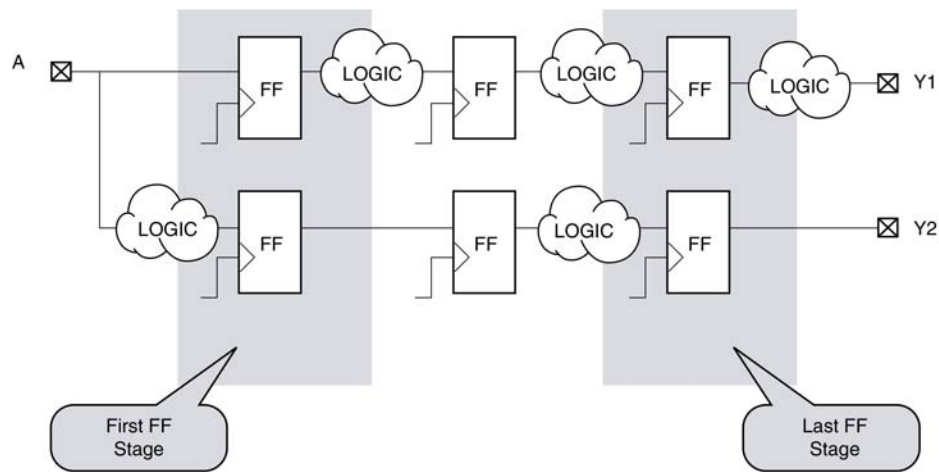 A
FF
LOGIC
FF
LOGIC
FF
LOGIC
Y1
LOGIC
FF
FF
LOGIC
FF
Y2
First FF
Stage
Last FF
Stage